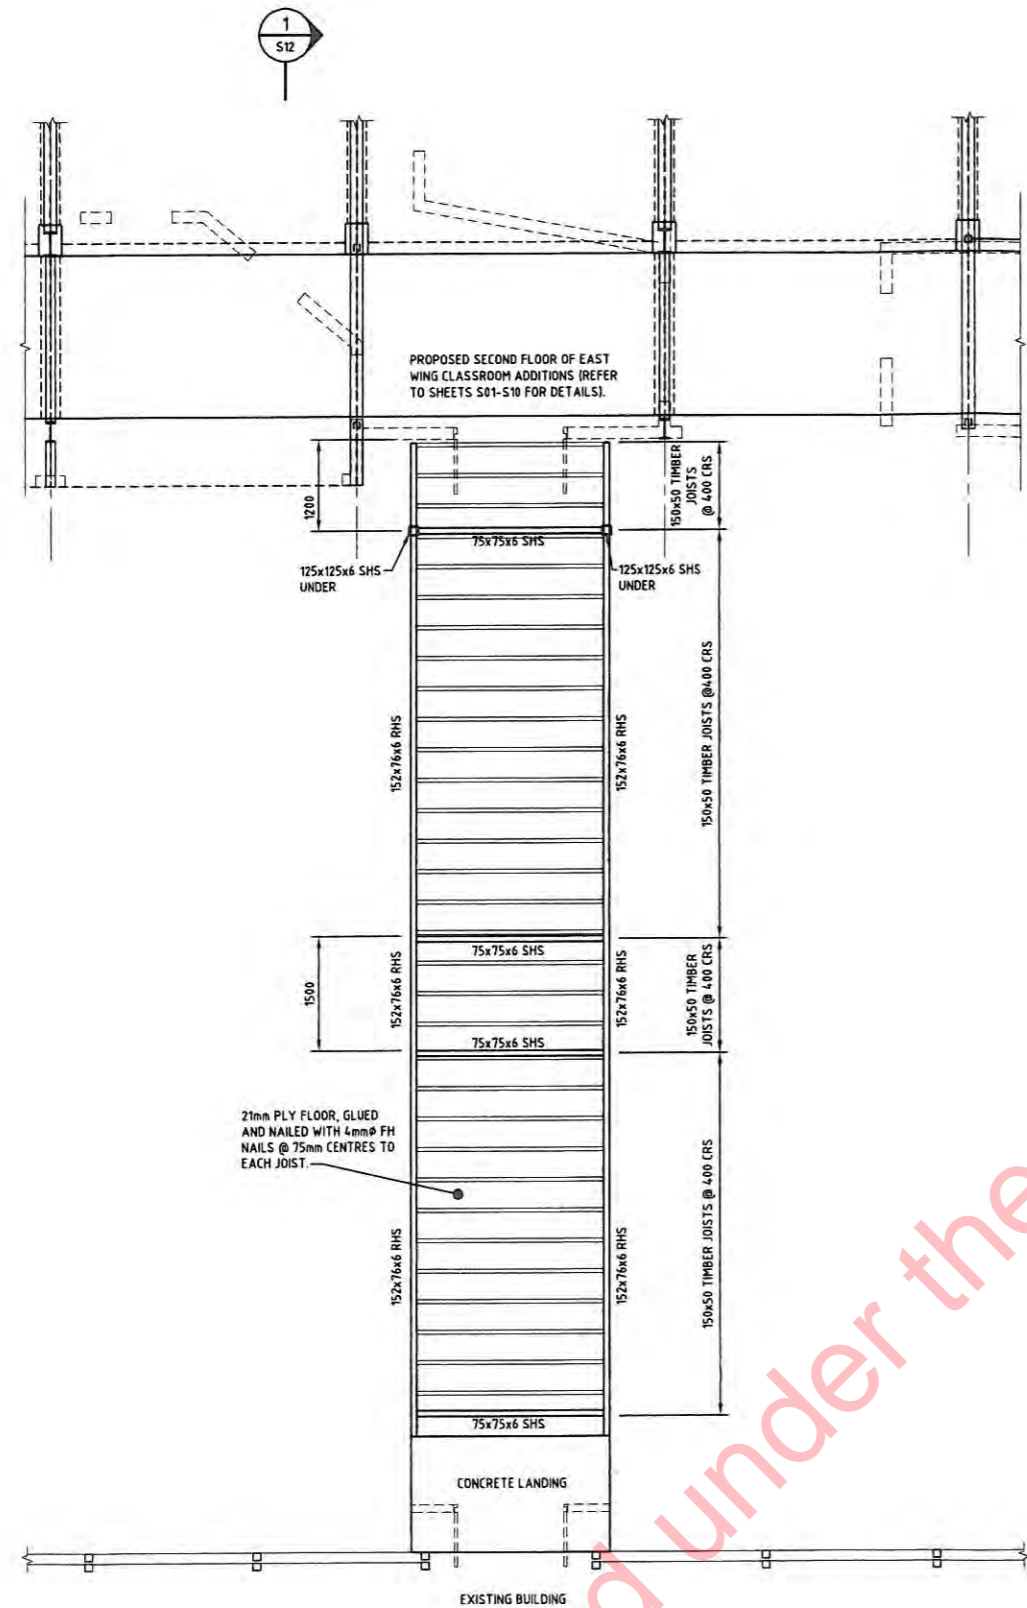 1
S12
PROPOSED SECOND FLOOR OF EAST
WING CLASSROOM ADDITIONS (REFER
TO SHEETS S01-S10 FOR DETAILS).
1200
150x50 TIMBER
JOISTS
@ 400 CRS
75x75x6 SHS
125x125x6 SHS
UNDER
125x125x6 SHS
UNDER
152x76x6 RHS
152x76x6 RHS
150x50 TIMBER JOISTS @400 CRS
75x75x6 SHS
1500
152x76x6 RHS
152x76x6 RHS
150x50 TIMBER
JOISTS @ 400 CRS
75x75x6 SHS
21mm PLY FLOOR, GLUED
AND NAILED WITH 4mmø FH
NAILS @ 75mm CENTRES TO
EACH JOIST.
152x76x6 RHS
152x76x6 RHS
150x50 TIMBER JOISTS @ 400 CRS
75x75x6 SHS
CONCRETE LANDING
EXISTING BUILDING
under the